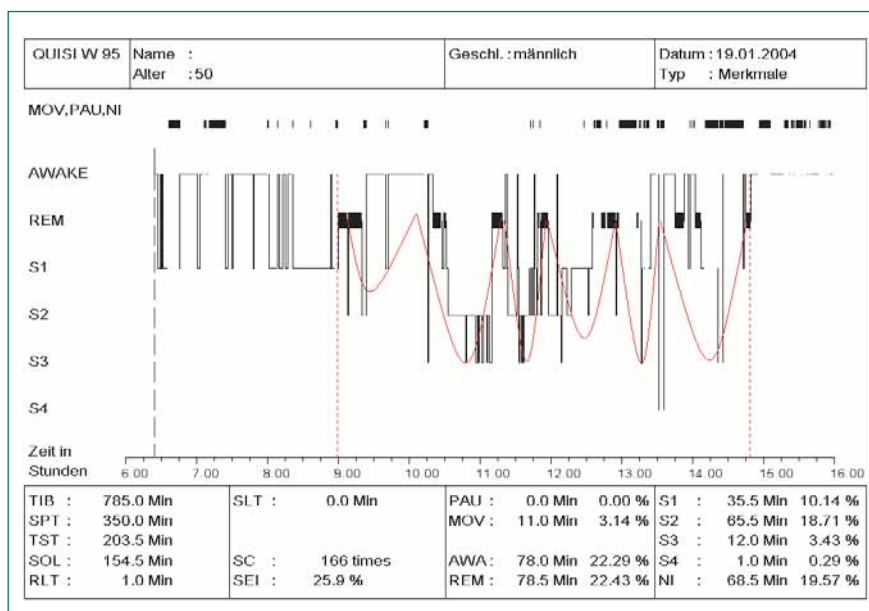 QUISI W 95 Name : Geschl. : männlich Datum : 19.01.2004
Alter : 50 Typ : Merkmale
MOV,PAU,NI
AWAKE
REM
S1
S2
S3
S4
Zeit in
Stunden 6 00 7 00 8 00 9 00 10 00 11 00 12 00 13 00 14 00 15 00 16 00
TIB : 785.0 Min SLT : 0.0 Min PAU : 0.0 Min 0.00 % S1 : 35.5 Min 10.14 %
SPT : 350.0 Min MOV : 11.0 Min 3.14 % S2 : 65.5 Min 18.71 %
TST : 203.5 Min S3 : 12.0 Min 3.43 %
SOL : 154.5 Min SC : 166 times AWA : 78.0 Min 22.29 % S4 : 1.0 Min 0.29 %
RLT : 1.0 Min SEI : 25.9 % REM : 78.5 Min 22.43 % NI : 68.5 Min 19.57 %